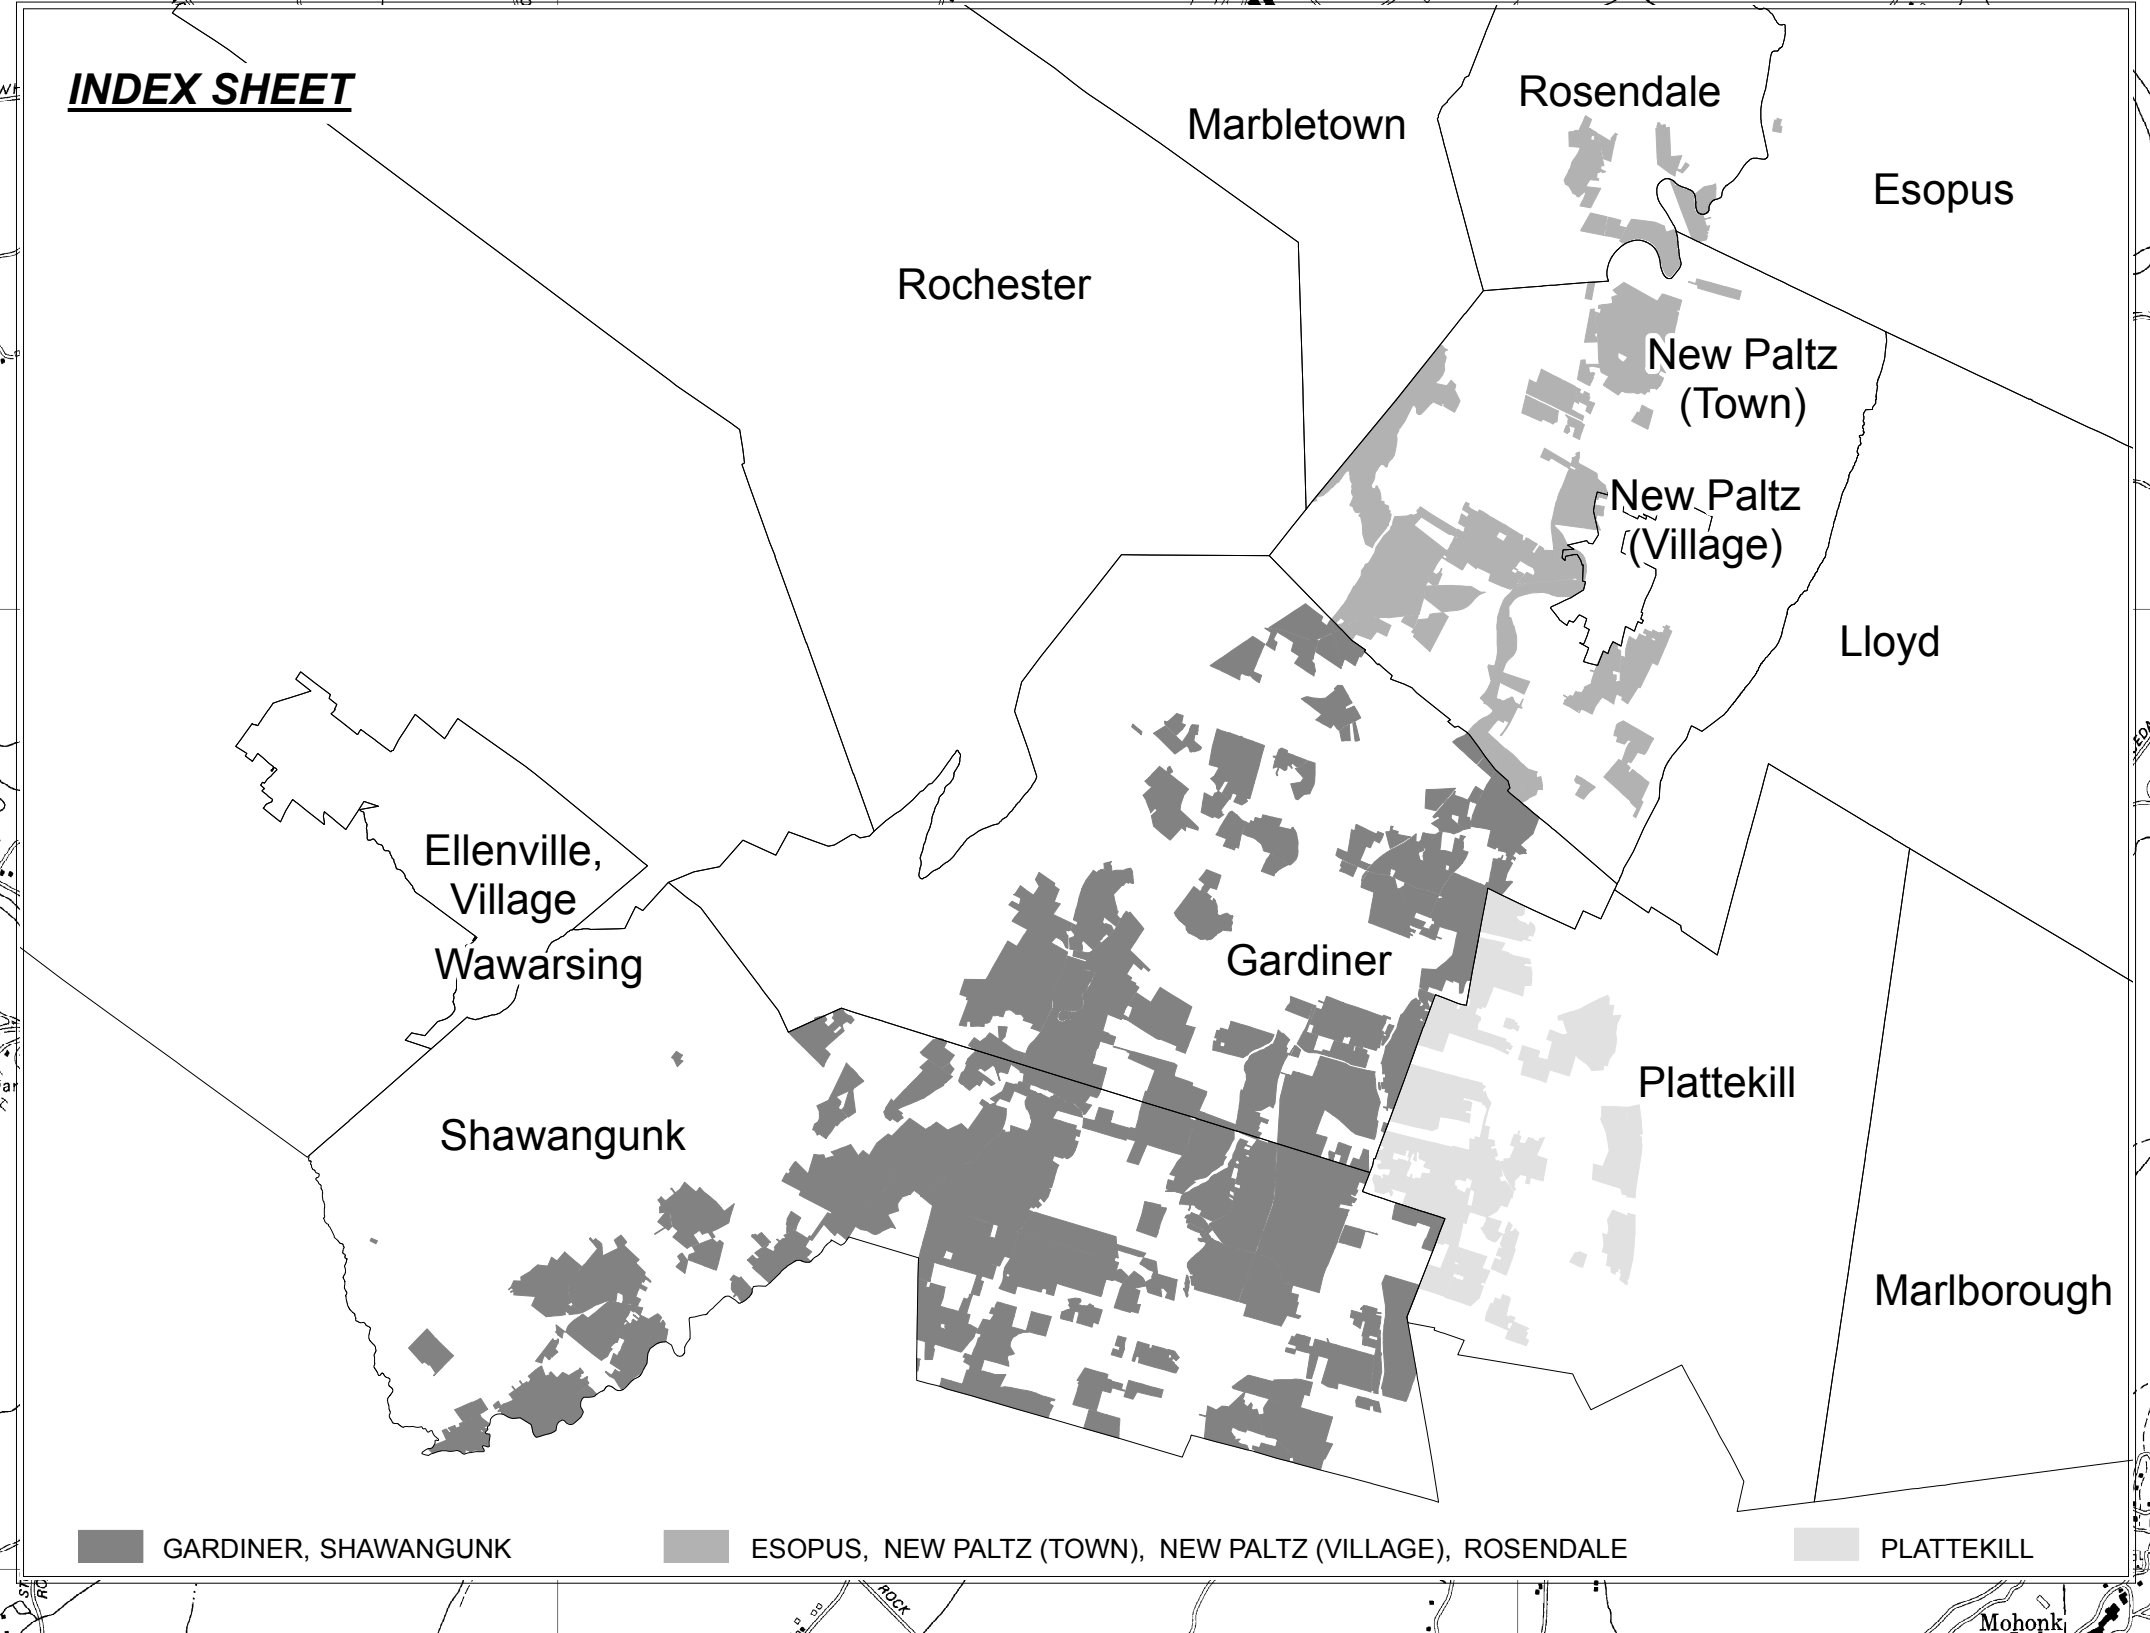 INDEX SHEET
Rosendale
Marbletown
Esopus
Rochester
New Paltz
(Town)
New Paltz
(Village)
Lloyd
Ellenville,
Village
Wawarsing
Gardiner
Plattekill
Shawangunk
Marlborough
GARDINER, SHAWANGUNK
ESOPUS, NEW PALTZ (TOWN), NEW PALTZ (VILLAGE), ROSENDALE
PLATTEKILL
ROCK
Mohonk